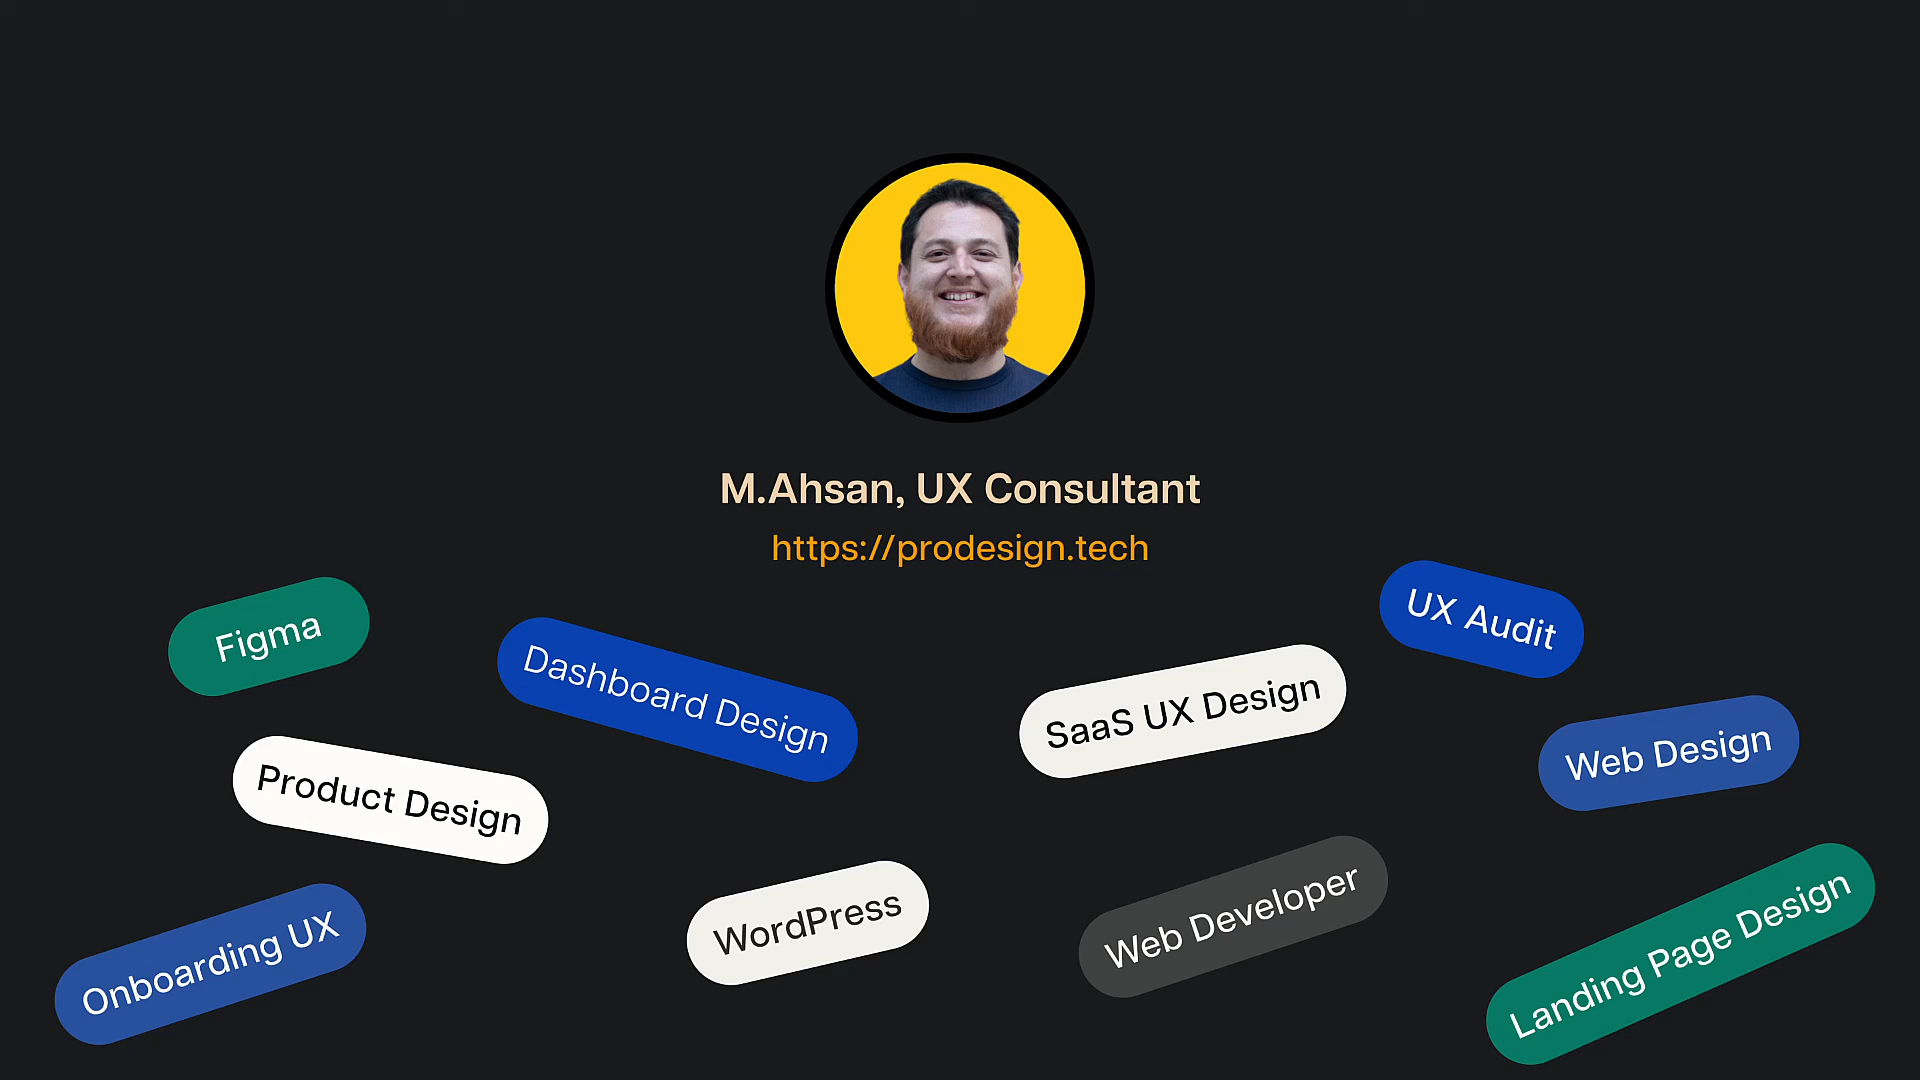 M.Ahsan, UX Consultant
https://prodesign.tech
Figma
Dashboard Design
UX Audit
SaaS UX Design
Web Design
Product Design
WordPress
Web Developer
Landing Page Design
Onboarding UX